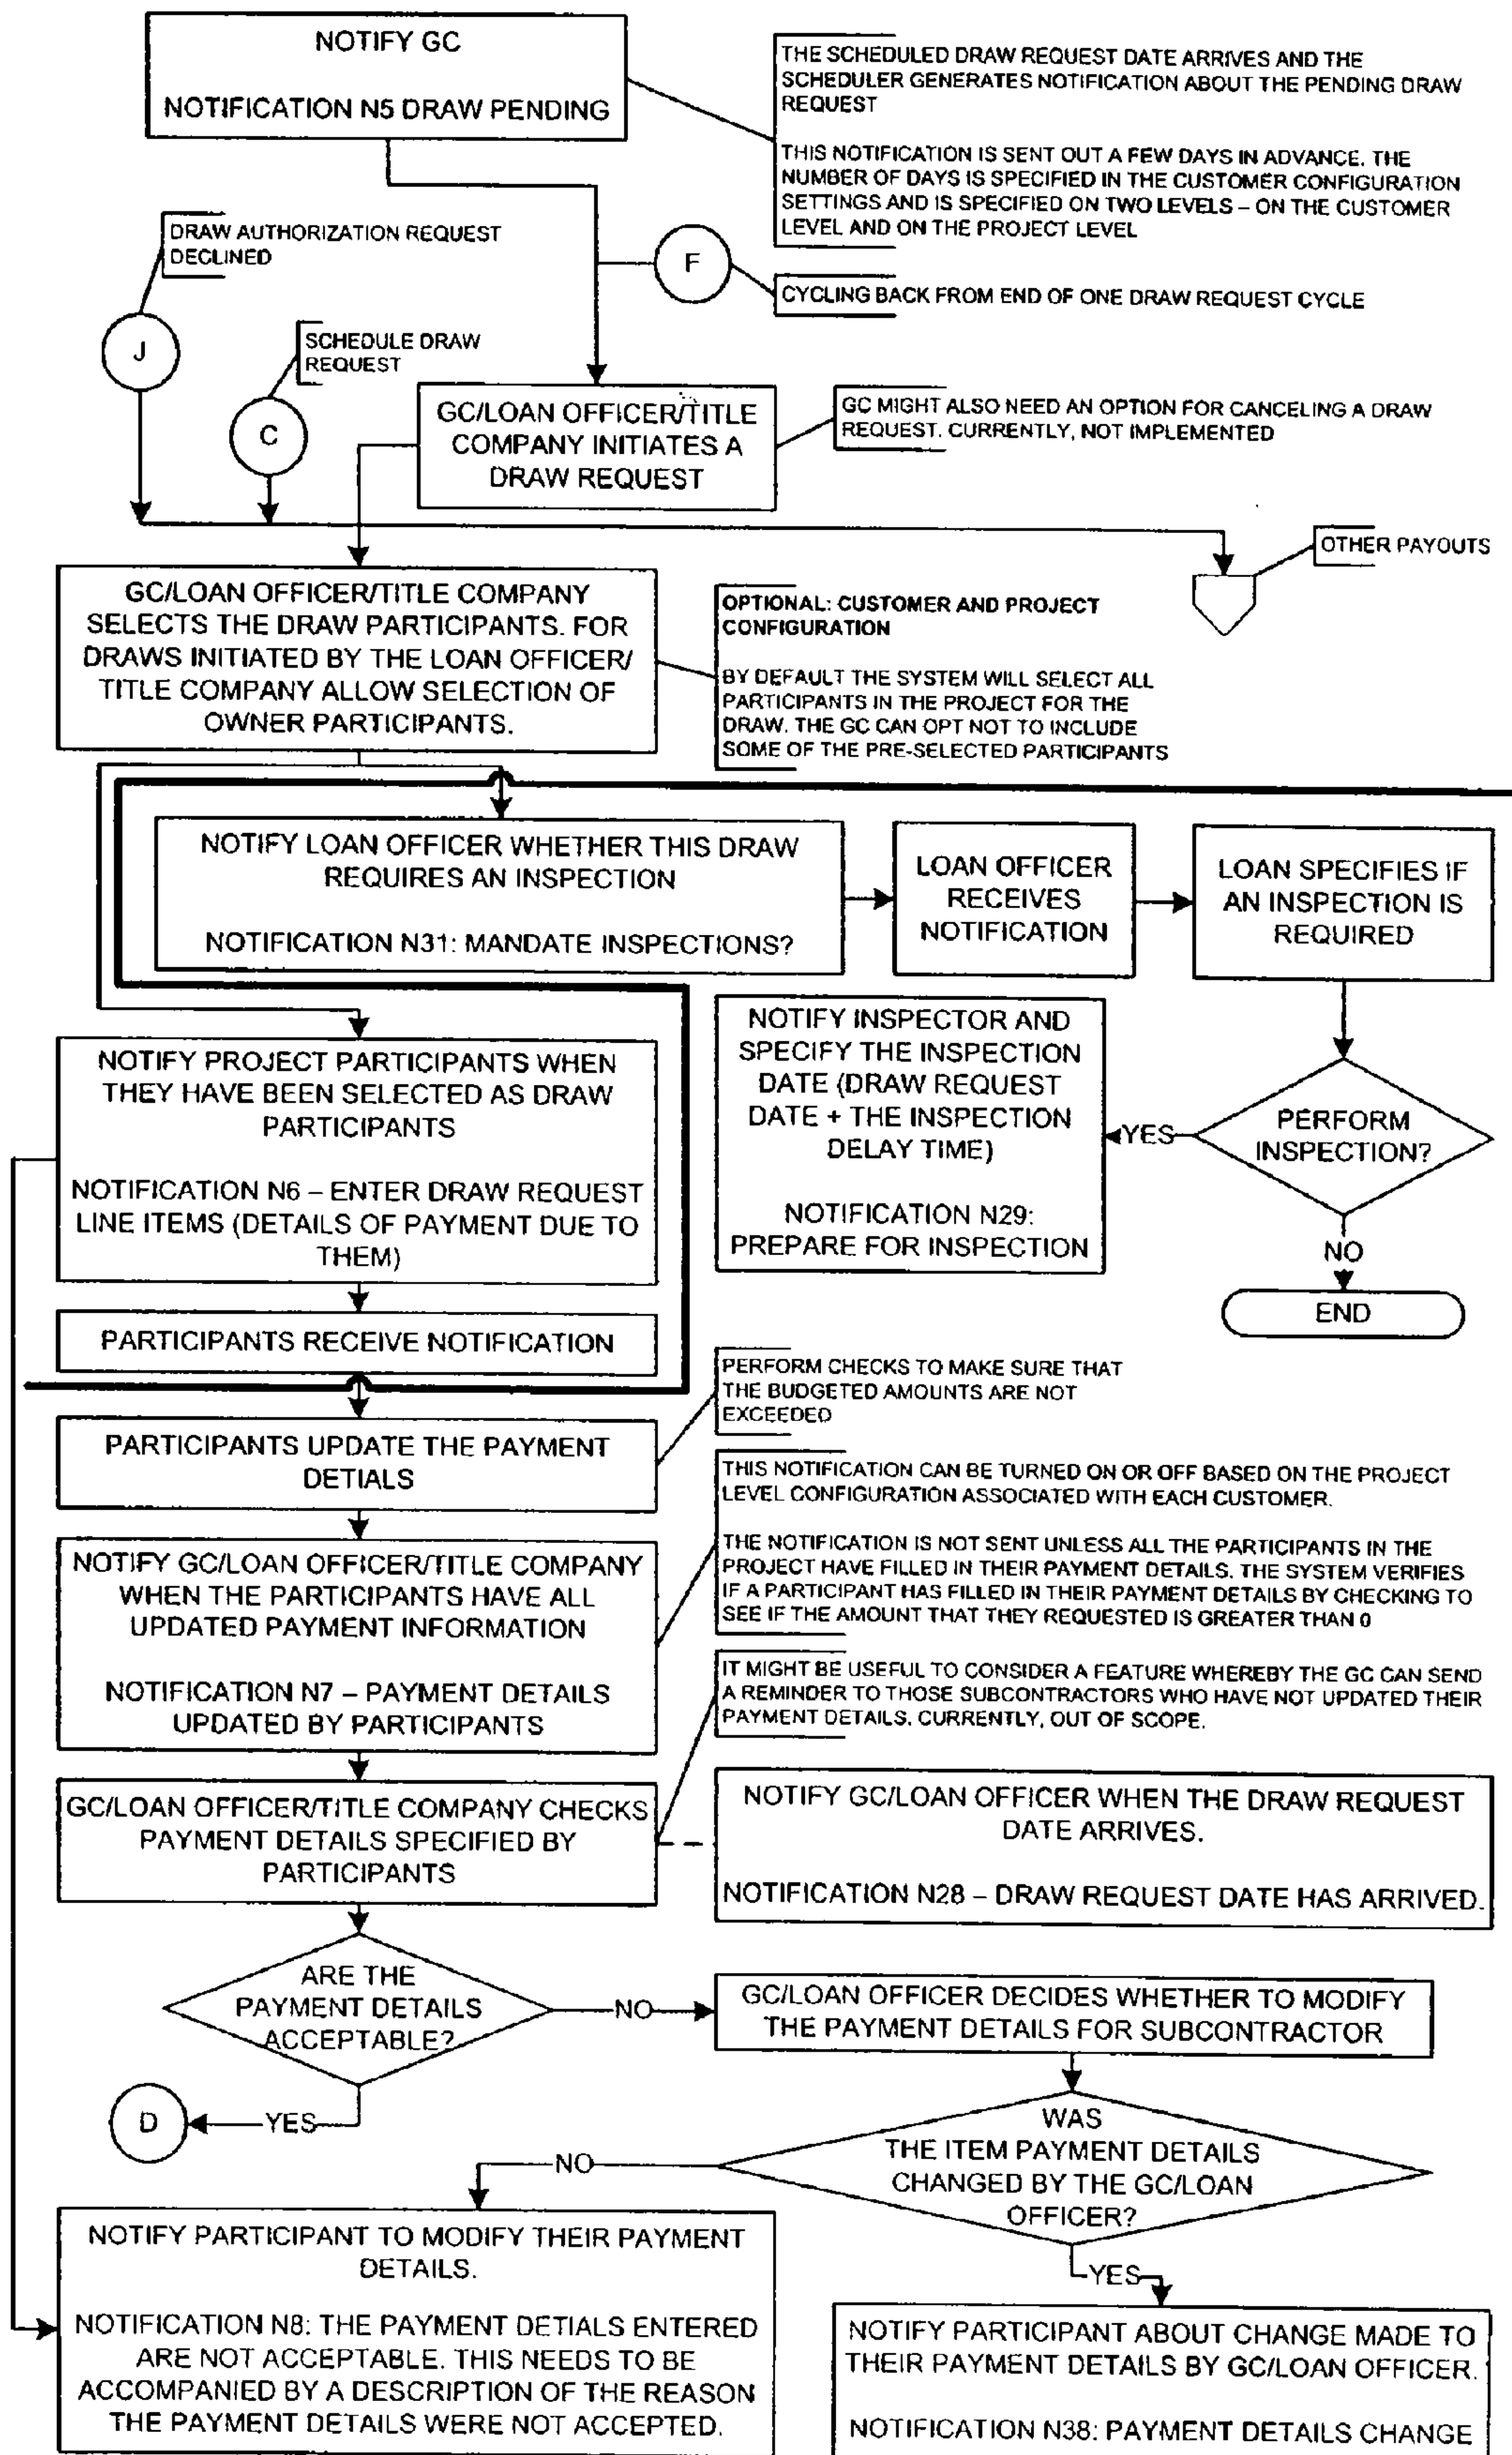 NOTIFY GC
NOTIFICATION N5 DRAW PENDING
THE SCHEDULED DRAW REQUEST DATE ARRIVES AND THE
SCHEDULER GENERATES NOTIFICATION ABOUT THE PENDING DRAW
REQUEST
THIS NOTIFICATION IS SENT OUT A FEW DAYS IN ADVANCE. THE
NUMBER OF DAYS IS SPECIFIED IN THE CUSTOMER CONFIGURATION
SETTINGS AND IS SPECIFIED ON TWO LEVELS – ON THE CUSTOMER
LEVEL AND ON THE PROJECT LEVEL
DRAW AUTHORIZATION REQUEST
DECLINED
F
CYCLING BACK FROM END OF ONE DRAW REQUEST CYCLE
J
SCHEDULE DRAW
REQUEST
C
GC/LOAN OFFICER/TITLE
COMPANY INITIATES A
DRAW REQUEST
GC MIGHT ALSO NEED AN OPTION FOR CANCELING A DRAW
REQUEST. CURRENTLY, NOT IMPLEMENTED
OTHER PAYOUTS
GC/LOAN OFFICER/TITLE COMPANY
SELECTS THE DRAW PARTICIPANTS. FOR
DRAWS INITIATED BY THE LOAN OFFICER/
TITLE COMPANY ALLOW SELECTION OF
OWNER PARTICIPANTS.
OPTIONAL: CUSTOMER AND PROJECT
CONFIGURATION
BY DEFAULT THE SYSTEM WILL SELECT ALL
PARTICIPANTS IN THE PROJECT FOR THE
DRAW. THE GC CAN OPT NOT TO INCLUDE
SOME OF THE PRE-SELECTED PARTICIPANTS
NOTIFY LOAN OFFICER WHETHER THIS DRAW
REQUIRES AN INSPECTION
NOTIFICATION N31: MANDATE INSPECTIONS?
LOAN OFFICER
RECEIVES
NOTIFICATION
LOAN SPECIFIES IF
AN INSPECTION IS
REQUIRED
NOTIFY INSPECTOR AND
SPECIFY THE INSPECTION
DATE (DRAW REQUEST
DATE + THE INSPECTION
DELAY TIME)
NOTIFICATION N29:
PREPARE FOR INSPECTION
YES
PERFORM
INSPECTION?
NO
END
NOTIFY PROJECT PARTICIPANTS WHEN
THEY HAVE BEEN SELECTED AS DRAW
PARTICIPANTS
NOTIFICATION N6 – ENTER DRAW REQUEST
LINE ITEMS (DETAILS OF PAYMENT DUE TO
THEM)
PARTICIPANTS RECEIVE NOTIFICATION
PERFORM CHECKS TO MAKE SURE THAT
THE BUDGETED AMOUNTS ARE NOT
EXCEEDED
PARTICIPANTS UPDATE THE PAYMENT
DETIALS
THIS NOTIFICATION CAN BE TURNED ON OR OFF BASED ON THE PROJECT
LEVEL CONFIGURATION ASSOCIATED WITH EACH CUSTOMER.
THE NOTIFICATION IS NOT SENT UNLESS ALL THE PARTICIPANTS IN THE
PROJECT HAVE FILLED IN THEIR PAYMENT DETAILS. THE SYSTEM VERIFIES
IF A PARTICIPANT HAS FILLED IN THEIR PAYMENT DETAILS BY CHECKING TO
SEE IF THE AMOUNT THAT THEY REQUESTED IS GREATER THAN 0
NOTIFY GC/LOAN OFFICER/TITLE COMPANY
WHEN THE PARTICIPANTS HAVE ALL
UPDATED PAYMENT INFORMATION
NOTIFICATION N7 – PAYMENT DETAILS
UPDATED BY PARTICIPANTS
IT MIGHT BE USEFUL TO CONSIDER A FEATURE WHEREBY THE GC CAN SEND
A REMINDER TO THOSE SUBCONTRACTORS WHO HAVE NOT UPDATED THEIR
PAYMENT DETAILS. CURRENTLY, OUT OF SCOPE.
GC/LOAN OFFICER/TITLE COMPANY CHECKS
PAYMENT DETAILS SPECIFIED BY
PARTICIPANTS
NOTIFY GC/LOAN OFFICER WHEN THE DRAW REQUEST
DATE ARRIVES.
NOTIFICATION N28 – DRAW REQUEST DATE HAS ARRIVED.
ARE THE
PAYMENT DETAILS
ACCEPTABLE?
NO
GC/LOAN OFFICER DECIDES WHETHER TO MODIFY
THE PAYMENT DETAILS FOR SUBCONTRACTOR
D
YES
WAS
THE ITEM PAYMENT DETAILS
CHANGED BY THE GC/LOAN
OFFICER?
NO
YES
NOTIFY PARTICIPANT TO MODIFY THEIR PAYMENT
DETAILS.
NOTIFICATION N8: THE PAYMENT DETIALS ENTERED
ARE NOT ACCEPTABLE. THIS NEEDS TO BE
ACCOMPANIED BY A DESCRIPTION OF THE REASON
THE PAYMENT DETAILS WERE NOT ACCEPTED.
NOTIFY PARTICIPANT ABOUT CHANGE MADE TO
THEIR PAYMENT DETAILS BY GC/LOAN OFFICER.
NOTIFICATION N38: PAYMENT DETAILS CHANGE